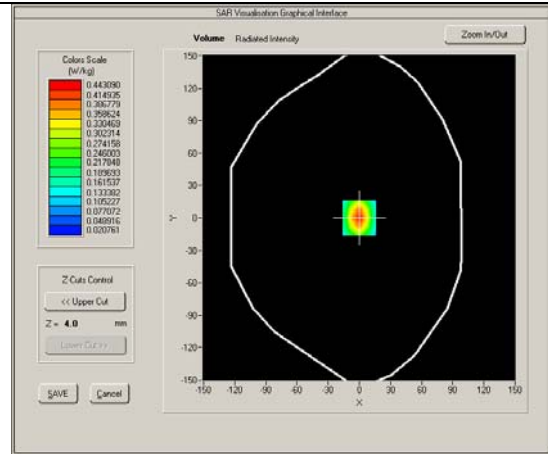 SAR Visualisation Graphical Interface
Volume Radiated Intensity
Zoom In/Out
Colors Scale
(W/kg)
0.443090
0.414935
0.386779
0.358624
0.330469
0.302314
0.274158
0.246003
0.217848
0.189693
0.161537
0.133382
0.105227
0.077072
0.048916
0.020761
150
120
90
60
30
0
-30
-60
-90
-120
-150
Y
-150 -120 -90 -60 -30 0 30 60 90 120 150
X
Z Cuts Control
<< Upper Cut
Z = 4.0 mm
Lower Cut >>
SAVE Cancel